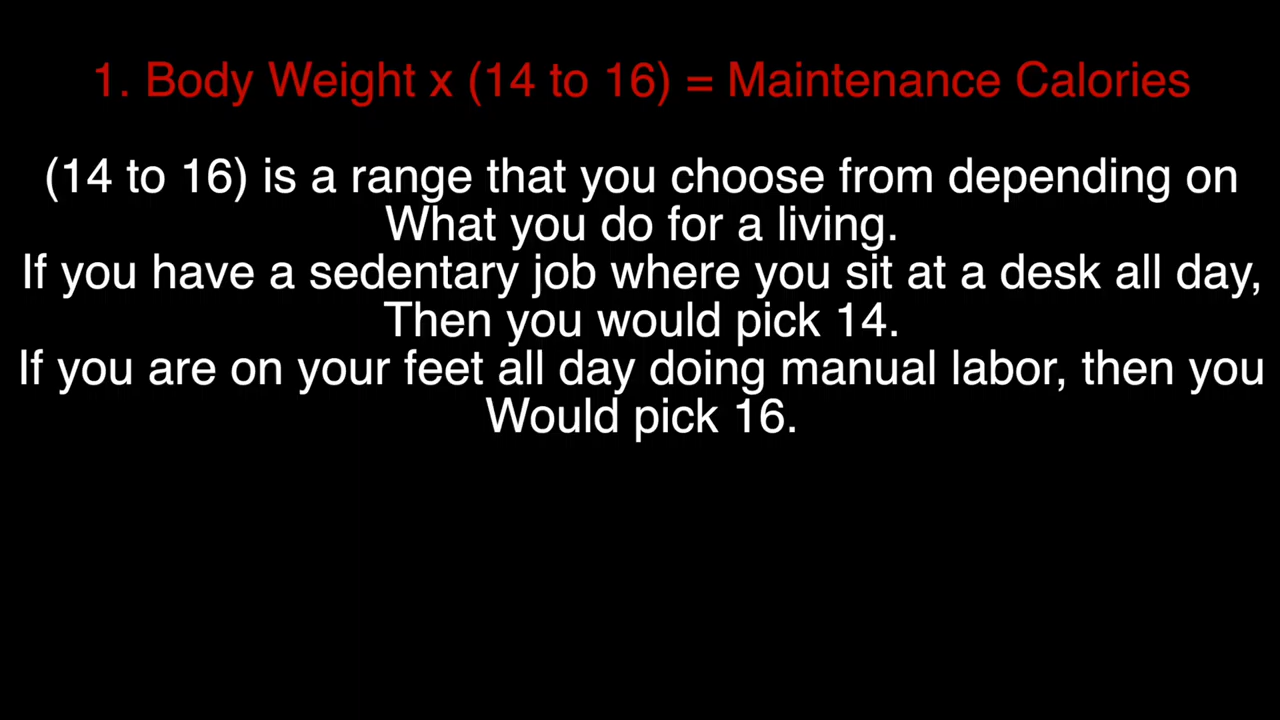 1. Body Weight x (14 to 16) = Maintenance Calories
(14 to 16) is a range that you choose from depending on
What you do for a living.
If you have a sedentary job where you sit at a desk all day,
Then you would pick 14.
If you are on your feet all day doing manual labor, then you
Would pick 16.